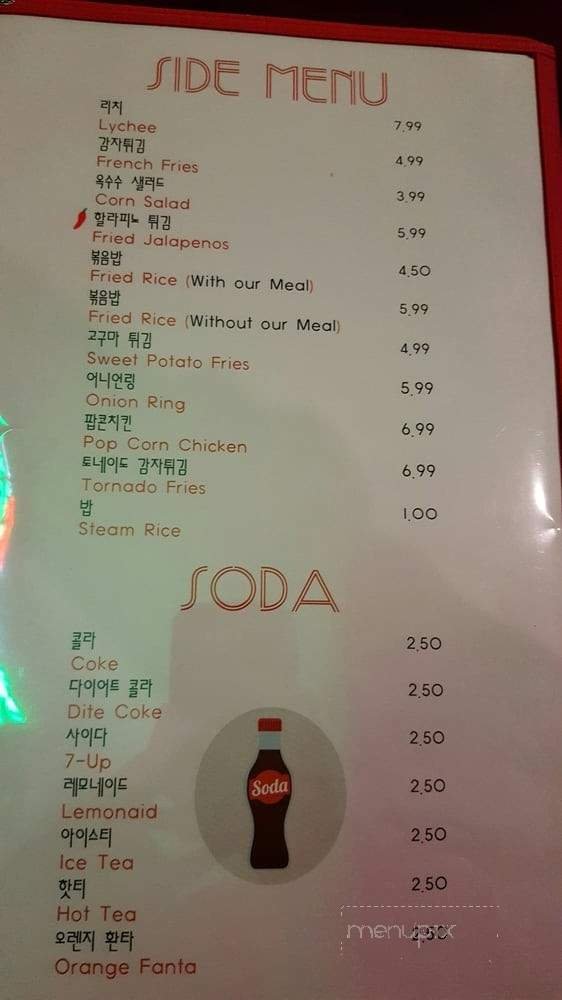 SIDE MENU
리치
Lychee 7.99
감자튀김
French Fries 4.99
옥수수 샐러드
Corn Salad 3.99
할라피노 튀김
Fried Jalapenos 5.99
볶음밥
Fried Rice (With our Meal) 4.50
볶음밥
Fried Rice (Without our Meal) 5.99
고구마 튀김
Sweet Potato Fries 4.99
어니언링
Onion Ring 5.99
팝콘치킨
Pop Corn Chicken 6.99
토네이도 감자튀김
Tornado Fries 6.99
밥
Steam Rice 1.00
SODA
콜라
Coke 2.50
다이어트 콜라
Dite Coke 2.50
사이다
7-Up 2.50
Soda
레모네이드
Lemonaid 2.50
아이스티
Ice Tea 2.50
핫티
Hot Tea 2.50
오렌지 환타
Orange Fanta 2.50
menupix